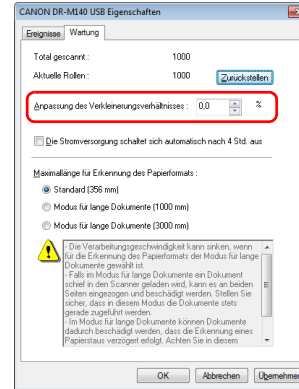 CANON DR-M140 USB Eigenschaften
Ereignisse Wartung
Total gescannt : 1000
Aktuelle Rollen : 1000 Zurückstellen
Anpassung des Verkleinerungsverhältnisses : 0,0 %
Die Stromversorgung schaltet sich automatisch nach 4 Std. aus
Maximallänge für Erkennung des Papierformats :
Standard (356 mm)
Modus für lange Dokumente (1000 mm)
Modus für lange Dokumente (3000 mm)
- Die Verarbeitungsgeschwindigkeit kann sinken, wenn
für die Erkennung des Papierformats der Modus für lange
Dokumente gewählt ist.
- Falls im Modus für lange Dokumente ein Dokument
schief in den Scanner geladen wird, kann es an beiden
Seiten eingezogen und beschädigt werden. Stellen Sie
sicher, dass in diesem Modus die Dokumente stets
gerade zugeführt werden.
- Im Modus für lange Dokumente können Dokumente
dadurch beschädigt werden, dass die Erkennung eines
Papierstaus verzögert erfolgt. Achten Sie in diesem
OK Abbrechen Übernehmen